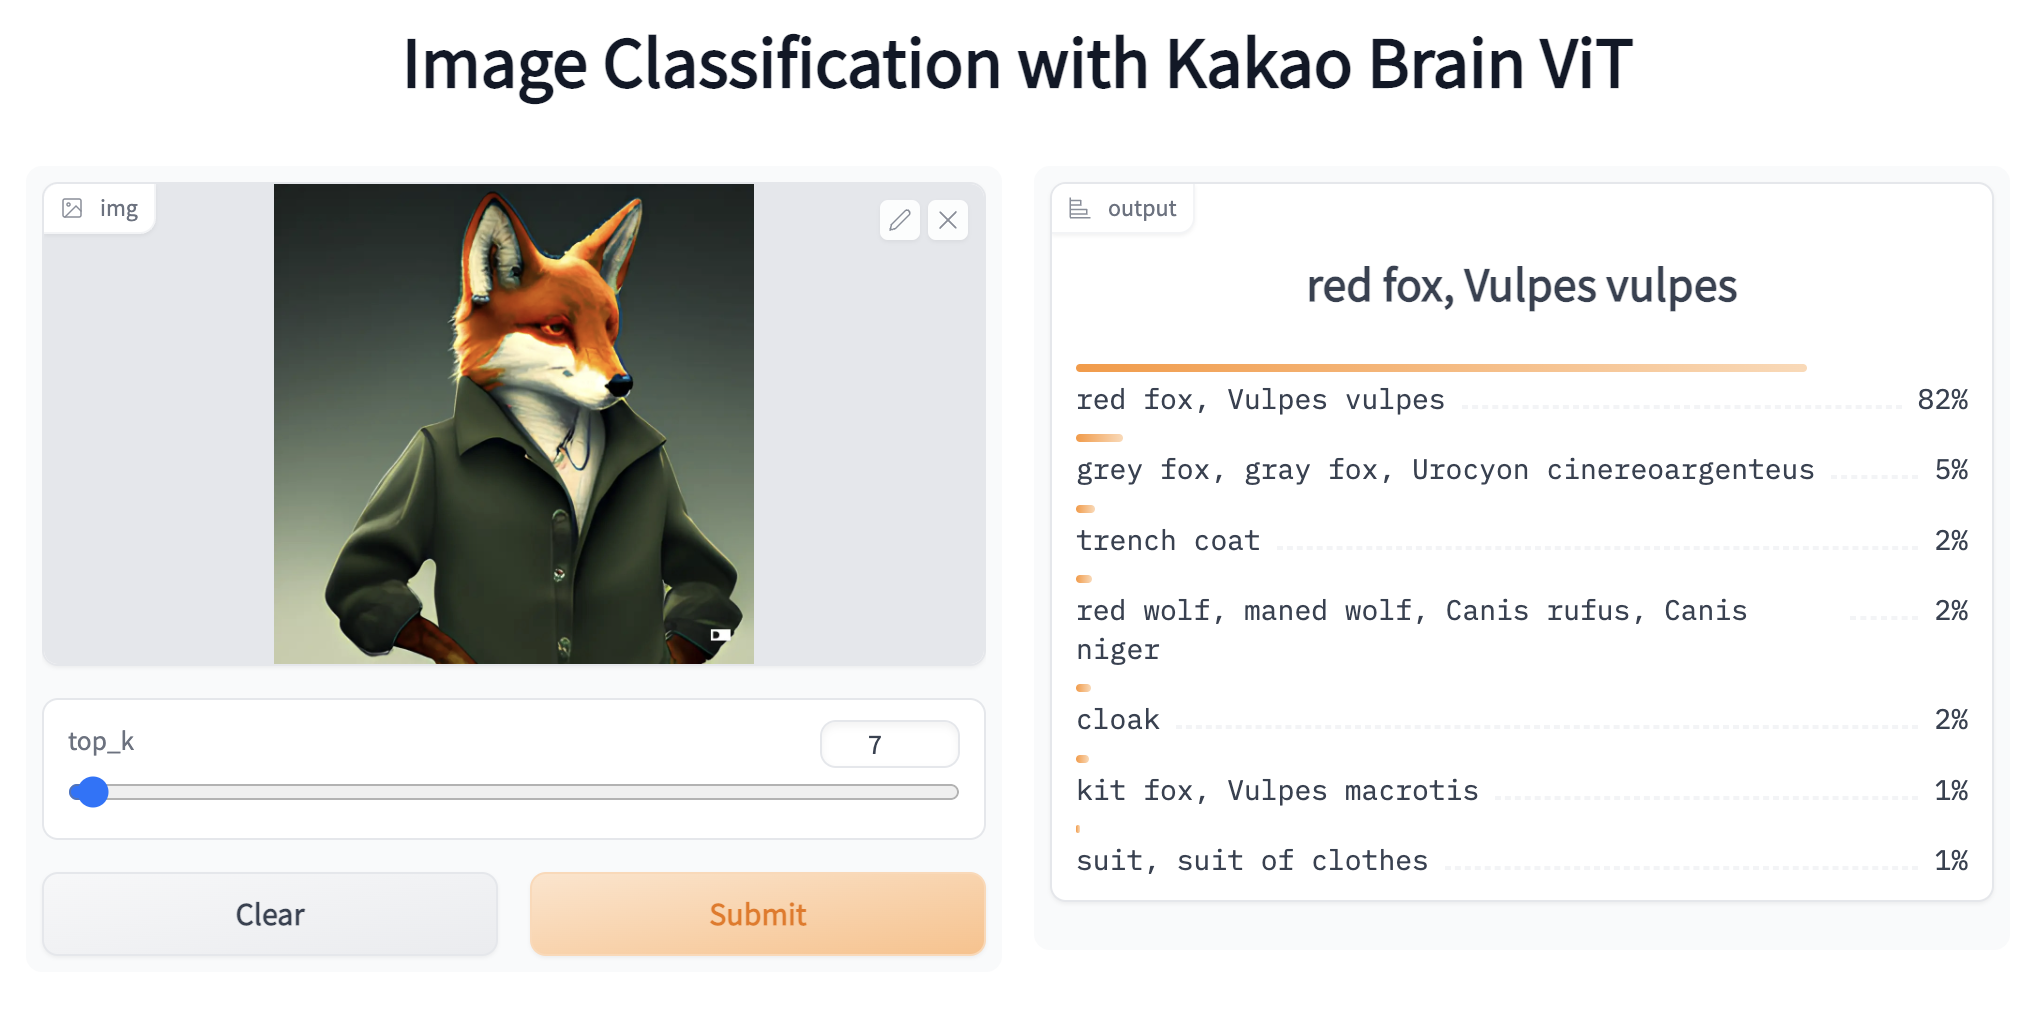 Image Classification with Kakao Brain ViT
img
top_k
7
Clear
Submit
output
red fox, Vulpes vulpes
red fox, Vulpes vulpes 82%
grey fox, gray fox, Urocyon cinereoargenteus 5%
trench coat 2%
red wolf, maned wolf, Canis rufus, Canis 2%
niger
cloak 2%
kit fox, Vulpes macrotis 1%
suit, suit of clothes 1%